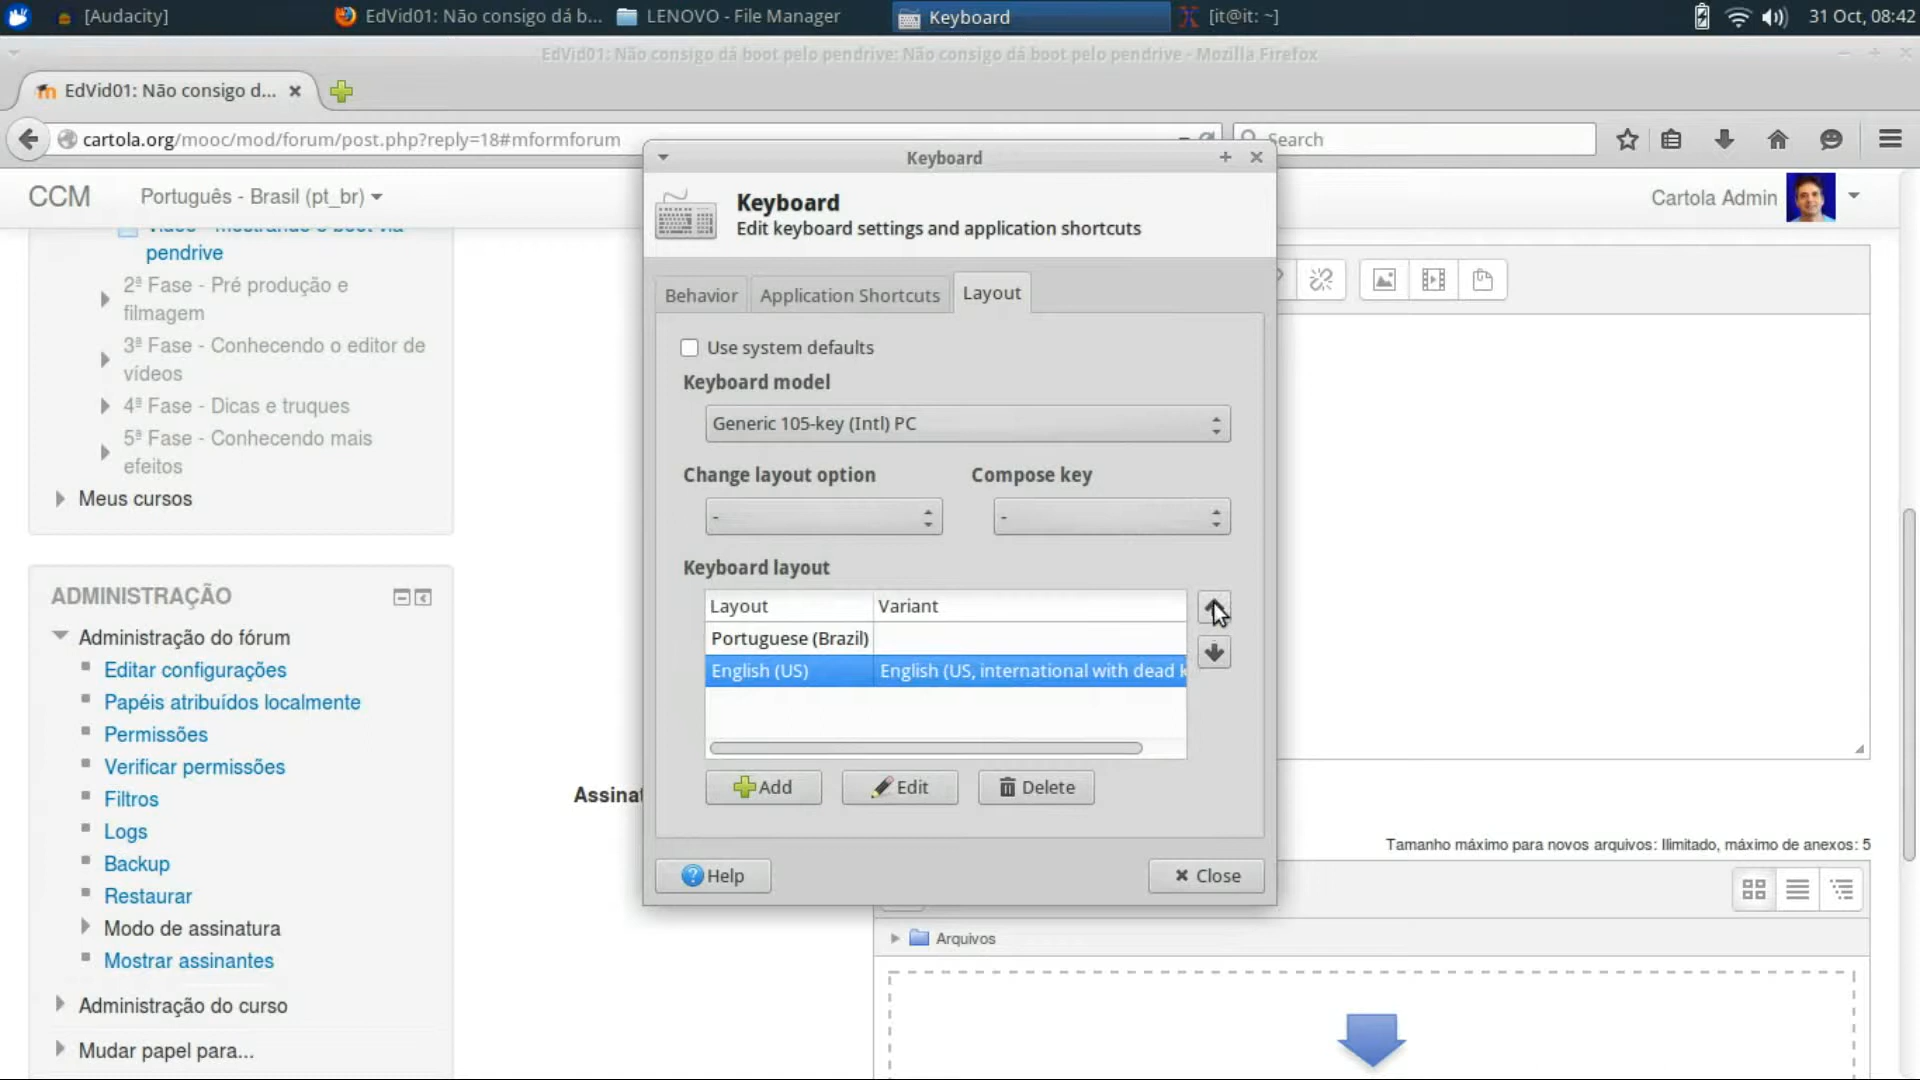 [Audacity]
EdVid01: Não consigo dá b...
LENOVO - File Manager
Keyboard
[it@it: ~]
31 Oct, 08:42
EdVid01: Não consigo dá boot pelo pendrive: Não consigo dá boot pelo pendrive - Mozilla Firefox
EdVid01: Não consigo d...
cartola.org/mooc/mod/forum/post.php?reply=18#mformforum
Search
CCM
Português - Brasil (pt_br)
Cartola Admin
pendrive
2ª Fase - Pré produção e
filmagem
3ª Fase - Conhecendo o editor de
vídeos
4ª Fase - Dicas e truques
5ª Fase - Conhecendo mais
efeitos
Meus cursos
ADMINISTRAÇÃO
Administração do fórum
Editar configurações
Papéis atribuídos localmente
Permissões
Verificar permissões
Filtros
Logs
Backup
Restaurar
Modo de assinatura
Mostrar assinantes
Administração do curso
Mudar papel para...
Keyboard
Keyboard
Edit keyboard settings and application shortcuts
Behavior
Application Shortcuts
Layout
Use system defaults
Keyboard model
Generic 105-key (Intl) PC
Change layout option
Compose key
-
-
Keyboard layout
Layout
Variant
Portuguese (Brazil)
English (US)
English (US, international with dead k
Add
Edit
Delete
Help
Close
Assinat
Tamanho máximo para novos arquivos: Ilimitado, máximo de anexos: 5
Arquivos